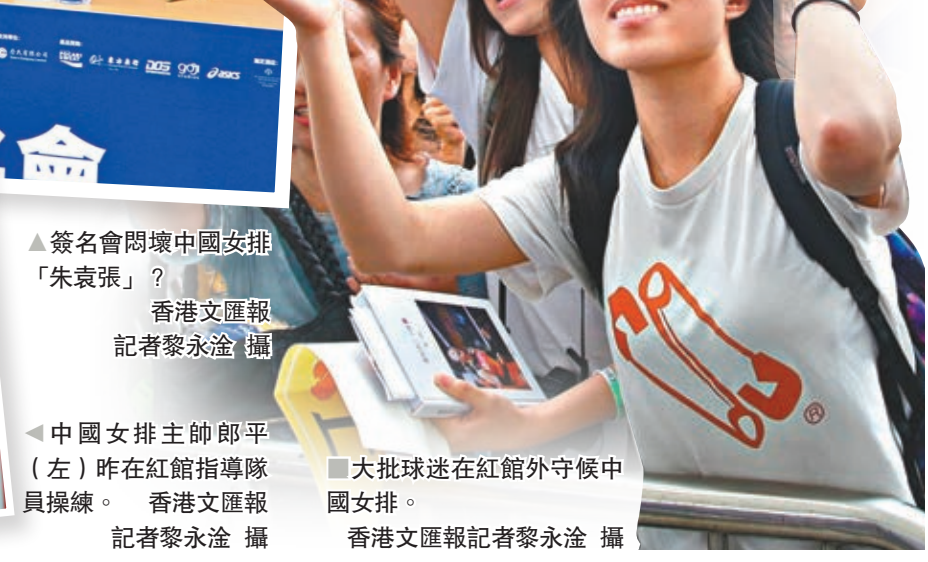 asics
▲簽名會悶壞中國女排
「朱袁張」？
香港文匯報
記者黎永淦 攝
◀中國女排主帥郎平
（左）昨在紅館指導隊
員操練。 香港文匯報
記者黎永淦 攝
■大批球迷在紅館外守候中
國女排。
香港文匯報記者黎永淦 攝
®